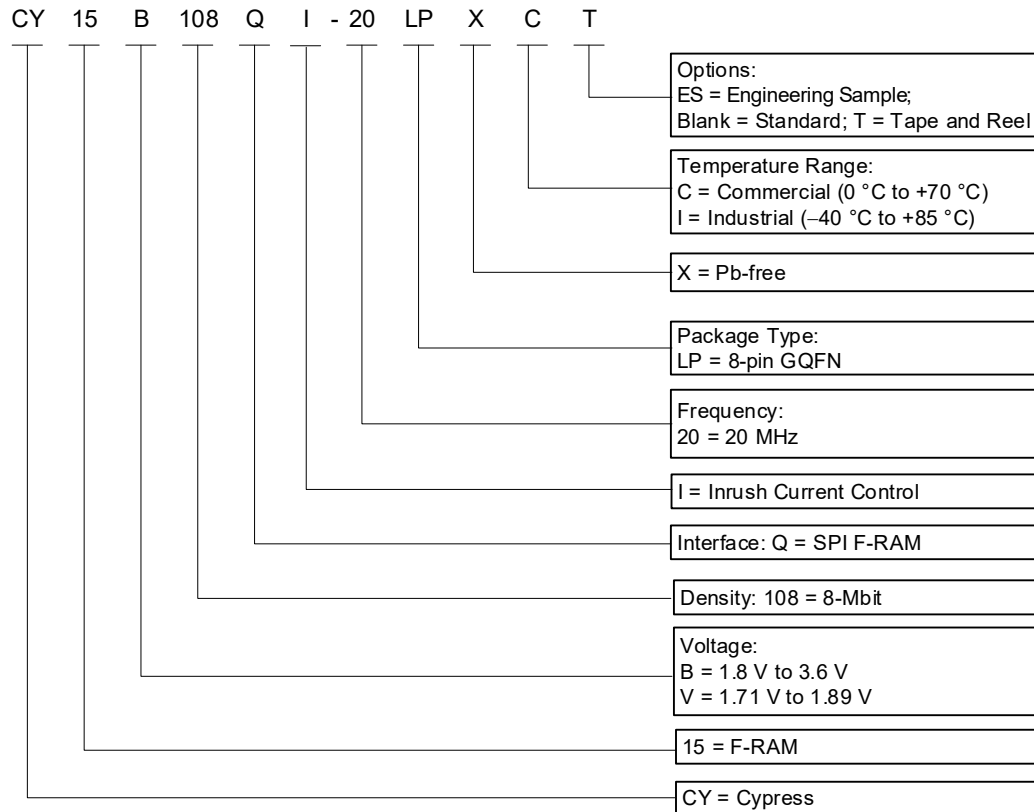 CY 15 B 108 Q I - 20 LP X C T
Options:
ES = Engineering Sample;
Blank = Standard; T = Tape and Reel
Temperature Range:
C = Commercial (0 °C to +70 °C)
I = Industrial (–40 °C to +85 °C)
X = Pb-free
Package Type:
LP = 8-pin GQFN
Frequency:
20 = 20 MHz
I = Inrush Current Control
Interface: Q = SPI F-RAM
Density: 108 = 8-Mbit
Voltage:
B = 1.8 V to 3.6 V
V = 1.71 V to 1.89 V
15 = F-RAM
CY = Cypress